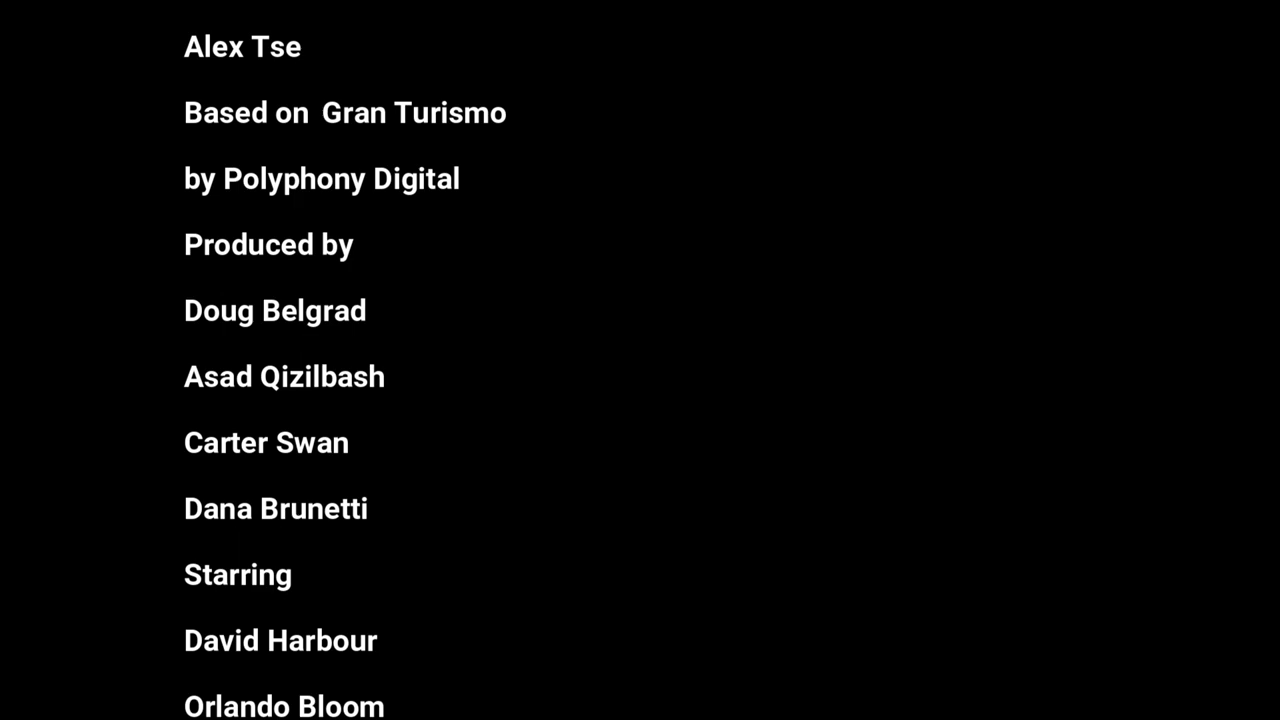 Alex Tse
Based on Gran Turismo
by Polyphony Digital
Produced by
Doug Belgrad
Asad Qizilbash
Carter Swan
Dana Brunetti
Starring
David Harbour
Orlando Bloom